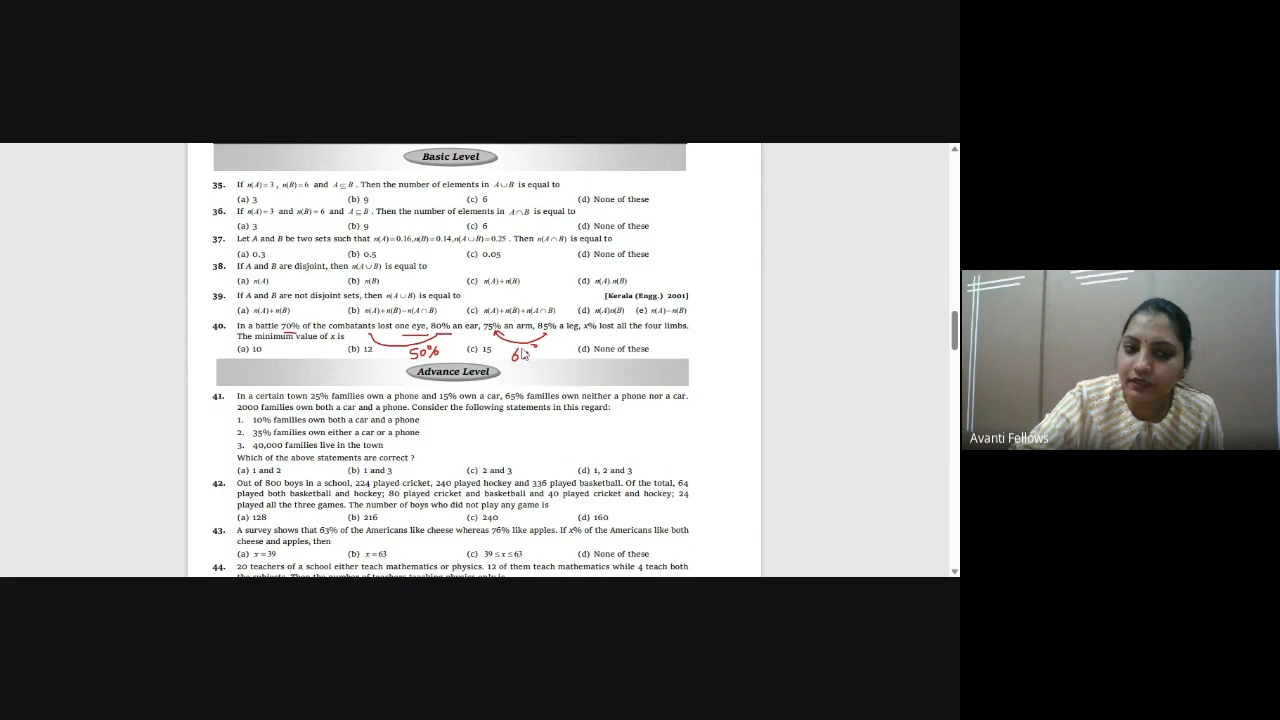 Basic Level
35. If n(A)=3 , n(B)=6 and A ⊆ B . Then the number of elements in A∪B is equal to
(a) 3 (b) 9 (c) 6 (d) None of these
36. If n(A)=3 and n(B)=6 and A ⊆ B . Then the number of elements in A∩B is equal to
(a) 3 (b) 9 (c) 6 (d) None of these
37. Let A and B be two sets such that n(A)=0.16,n(B)=0.14,n(A∪B)=0.25 . Then n(A∩B) is equal to
(a) 0.3 (b) 0.5 (c) 0.05 (d) None of these
38. If A and B are disjoint, then n(A∪B) is equal to
(a) n(A) (b) n(B) (c) n(A)+n(B) (d) n(A).n(B)
39. If A and B are not disjoint sets, then n(A∪B) is equal to [Kerala (Engg.) 2001]
(a) n(A)+n(B) (b) n(A)+n(B)−n(A∩B) (c) n(A)+n(B)+n(A∩B) (d) n(A)n(B) (e) n(A)−n(B)
40. In a battle 70% of the combatants lost one eye, 80% an ear, 75% an arm, 85% a leg, x% lost all the four limbs.
The minimum value of x is
(a) 10 (b) 12 (c) 15 (d) None of these
50% 6
Advance Level
41. In a certain town 25% families own a phone and 15% own a car, 65% families own neither a phone nor a car.
2000 families own both a car and a phone. Consider the following statements in this regard:
1. 10% families own both a car and a phone
2. 35% families own either a car or a phone
3. 40,000 families live in the town
Which of the above statements are correct ?
(a) 1 and 2 (b) 1 and 3 (c) 2 and 3 (d) 1, 2 and 3
42. Out of 800 boys in a school, 224 played cricket, 240 played hockey and 336 played basketball. Of the total, 64
played both basketball and hockey; 80 played cricket and basketball and 40 played cricket and hockey; 24
played all the three games. The number of boys who did not play any game is
(a) 128 (b) 216 (c) 240 (d) 160
43. A survey shows that 63% of the Americans like cheese whereas 76% like apples. If x% of the Americans like both
cheese and apples, then
(a) x = 39 (b) x = 63 (c) 39 ≤ x ≤ 63 (d) None of these
44. 20 teachers of a school either teach mathematics or physics. 12 of them teach mathematics while 4 teach both
Avanti Fellows